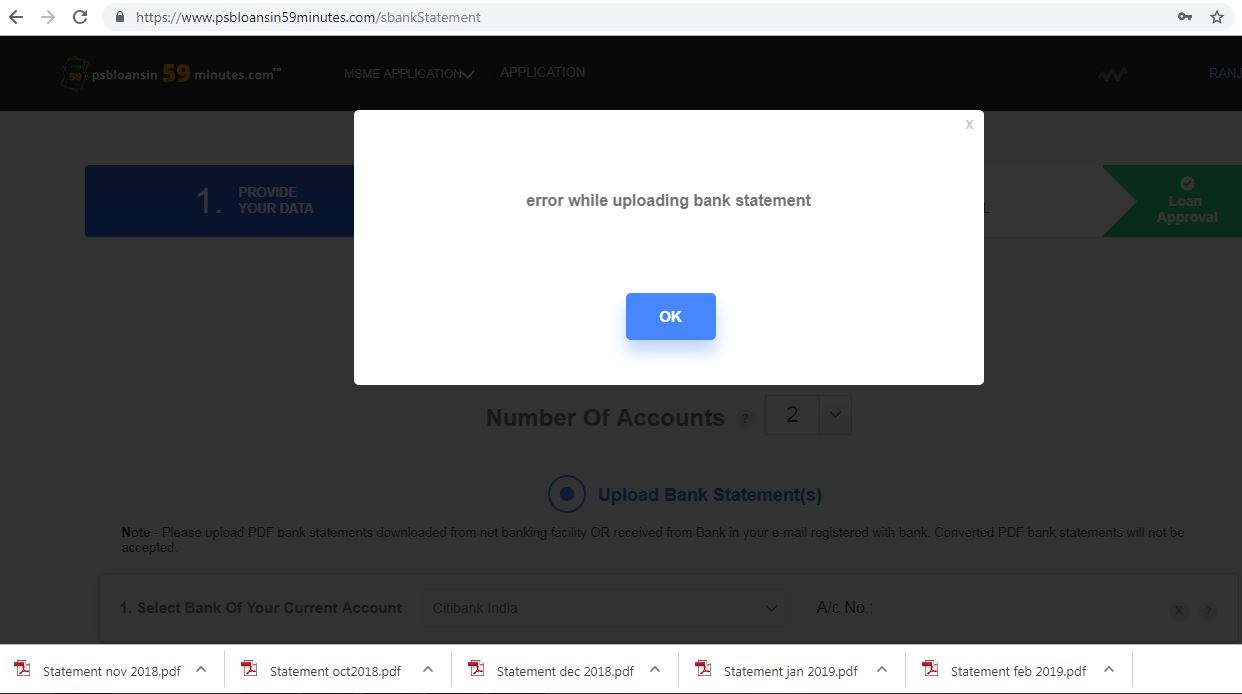 https://www.psbloansin59minutes.com/sbankStatement
59 psbloansin 59 minutes.com™
MSME APPLICATION
APPLICATION
RANJ
X
1. PROVIDE
YOUR DATA
error while uploading bank statement
L
Loan
Approval
OK
Number Of Accounts ? 2
Upload Bank Statement(s)
Note - Please upload PDF bank statements downloaded from net banking facility OR received from Bank in your e-mail registered with bank. Converted PDF bank statements will not be
accepted.
1. Select Bank Of Your Current Account Citibank India A/c No.: X ?
Statement nov 2018.pdf
Statement oct2018.pdf
Statement dec 2018.pdf
Statement jan 2019.pdf
Statement feb 2019.pdf